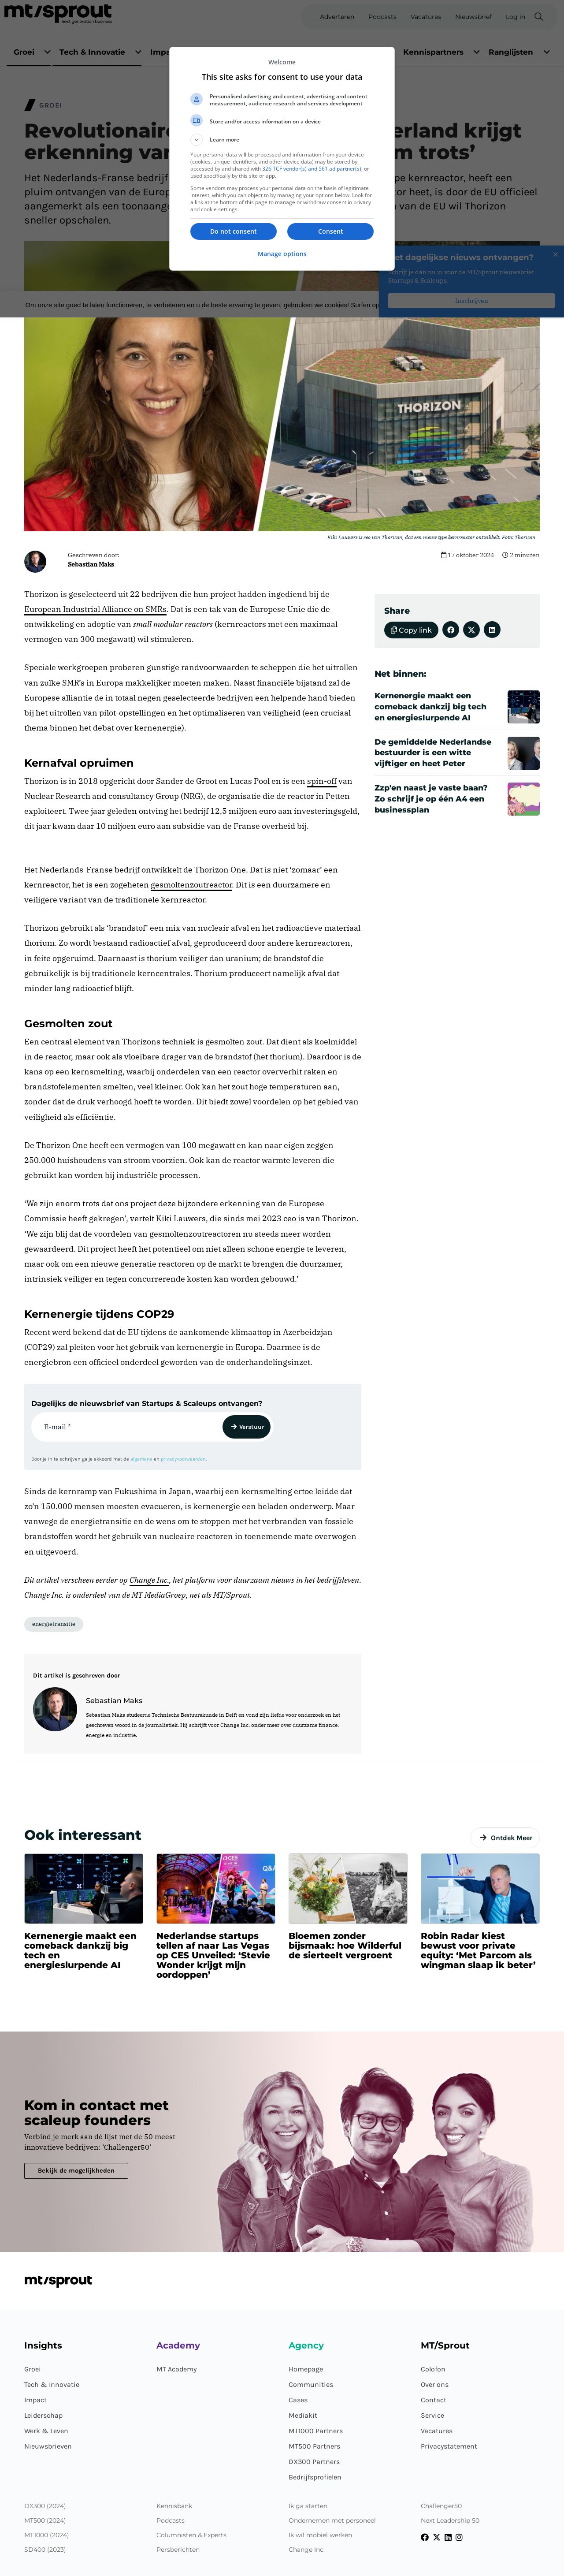 mt/sprout
next generation business
Adverteren
Podcasts
Vacatures
Nieuwsbrief
Log in
Groei
Tech & Innovatie
Kennispartners
Ranglijsten
Welcome
This site asks for consent to use your data
Personalised advertising and content, advertising and content
measurement, audience research and services development
Store and/or access information on a device
Learn more
Your personal data will be processed and information from your device
(cookies, unique identifiers, and other device data) may be stored by,
accessed by and shared with 326 TCF vendor(s) and 561 ad partner(s), or
used specifically by this site or app.
Some vendors may process your personal data on the basis of legitimate
interest, which you can object to by managing your options below. Look for
a link at the bottom of this page to manage or withdraw consent in privacy
and cookie settings.
Do not consent
Consent
Manage options
GROEI
sneller opschalen.
Schrijf je dan nu in voor de MT/Sprout nieuwsbrief
Startups & Scaleups.
Inschrijven
Om onze site goed te laten functioneren, te verbeteren en u de beste ervaring te geven, gebruiken we cookies! Surfen op
THORIZON
Kiki Lauwers is ceo van Thorizon, dat een nieuw type kernreactor ontwikkelt. Foto: Thorizon
Geschreven door:
Sebastian Maks
17 oktober 2024
2 minuten
Thorizon is geselecteerd uit 22 bedrijven die hun project hadden ingediend bij de
European Industrial Alliance on SMRs. Dat is een tak van de Europese Unie die de
ontwikkeling en adoptie van small modular reactors (kernreactors met een maximaal
vermogen van 300 megawatt) wil stimuleren.
Speciale werkgroepen proberen gunstige randvoorwaarden te scheppen die het uitrollen
van zulke SMR's in Europa makkelijker moeten maken. Naast financiële bijstand zal de
Europese alliantie de in totaal negen geselecteerde bedrijven een helpende hand bieden
bij het uitrollen van pilot-opstellingen en het optimaliseren van veiligheid (een cruciaal
thema binnen het debat over kernenergie).
Kernafval opruimen
Thorizon is in 2018 opgericht door Sander de Groot en Lucas Pool en is een spin-off van
Nuclear Research and consultancy Group (NRG), de organisatie die de reactor in Petten
exploiteert. Twee jaar geleden ontving het bedrijf 12,5 miljoen euro aan investeringsgeld,
dit jaar kwam daar 10 miljoen euro aan subsidie van de Franse overheid bij.
Het Nederlands-Franse bedrijf ontwikkelt de Thorizon One. Dat is niet 'zomaar' een
kernreactor, het is een zogeheten gesmoltenzoutreactor. Dit is een duurzamere en
veiligere variant van de traditionele kernreactor.
Thorizon gebruikt als 'brandstof' een mix van nucleair afval en het radioactieve materiaal
thorium. Zo wordt bestaand radioactief afval, geproduceerd door andere kernreactoren,
in feite opgeruimd. Daarnaast is thorium veiliger dan uranium; de brandstof die
gebruikelijk is bij traditionele kerncentrales. Thorium produceert namelijk afval dat
minder lang radioactief blijft.
Gesmolten zout
Een centraal element van Thorizons techniek is gesmolten zout. Dat dient als koelmiddel
in de reactor, maar ook als vloeibare drager van de brandstof (het thorium). Daardoor is de
kans op een kernsmelting, waarbij onderdelen van een reactor oververhit raken en
brandstofelementen smelten, veel kleiner. Ook kan het zout hoge temperaturen aan,
zonder dat de druk verhoogd hoeft te worden. Dit biedt zowel voordelen op het gebied van
veiligheid als efficiëntie.
De Thorizon One heeft een vermogen van 100 megawatt en kan naar eigen zeggen
250.000 huishoudens van stroom voorzien. Ook kan de reactor warmte leveren die
gebruikt kan worden bij industriële processen.
'We zijn enorm trots dat ons project deze bijzondere erkenning van de Europese
Commissie heeft gekregen', vertelt Kiki Lauwers, die sinds mei 2023 ceo is van Thorizon.
'We zijn blij dat de voordelen van gesmoltenzoutreactoren nu steeds meer worden
gewaardeerd. Dit project heeft het potentieel om niet alleen schone energie te leveren,
maar ook om een nieuwe generatie reactoren op de markt te brengen die duurzamer,
intrinsiek veiliger en tegen concurrerende kosten kan worden gebouwd.'
Kernenergie tijdens COP29
Recent werd bekend dat de EU tijdens de aankomende klimaattop in Azerbeidzjan
(COP29) zal pleiten voor het gebruik van kernenergie in Europa. Daarmee is de
energiebron een officieel onderdeel geworden van de onderhandelingsinzet.
Dagelijks de nieuwsbrief van Startups & Scaleups ontvangen?
E-mail *
Verstuur
Door je in te schrijven ga je akkoord met de algemene en privacyvoorwaarden.
Sinds de kernramp van Fukushima in Japan, waarbij een kernsmelting ertoe leidde dat
zo'n 150.000 mensen moesten evacueren, is kernenergie een beladen onderwerp. Maar
vanwege de energietransitie en de wens om te stoppen met het verbranden van fossiele
brandstoffen wordt het gebruik van nucleaire reactoren in toenemende mate overwogen
en uitgevoerd.
Dit artikel verscheen eerder op Change Inc., het platform voor duurzaam nieuws in het bedrijfsleven.
Change Inc. is onderdeel van de MT MediaGroep, net als MT/Sprout.
energietransitie
Dit artikel is geschreven door
Sebastian Maks
Sebastian Maks studeerde Technische Bestuurskunde in Delft en vond zijn liefde voor onderzoek en het
geschreven woord in de journalistiek. Hij schrijft voor Change Inc. onder meer over duurzame finance,
energie en industrie.
Share
Copy link
Net binnen:
Kernenergie maakt een
comeback dankzij big tech
en energieslurpende AI
De gemiddelde Nederlandse
bestuurder is een witte
vijftiger en heet Peter
Zzp'en naast je vaste baan?
Zo schrijf je op één A4 een
businessplan
Ook interessant
Ontdek Meer
Kernenergie maakt een
comeback dankzij big
tech en
energieslurpende AI
Nederlandse startups
tellen af naar Las Vegas
op CES Unveiled: 'Stevie
Wonder krijgt mijn
oordoppen'
Bloemen zonder
bijsmaak: hoe Wilderful
de sierteelt vergroent
Robin Radar kiest
bewust voor private
equity: 'Met Parcom als
wingman slaap ik beter'
Kom in contact met
scaleup founders
Verbind je merk aan dé lijst met de 50 meest
innovatieve bedrijven: 'Challenger50'
Bekijk de mogelijkheden
mt/sprout
Insights
Groei
Tech & Innovatie
Impact
Leiderschap
Werk & Leven
Nieuwsbrieven
Academy
MT Academy
Agency
Homepage
Communities
Cases
Mediakit
MT1000 Partners
MT500 Partners
DX300 Partners
Bedrijfsprofielen
MT/Sprout
Colofon
Over ons
Contact
Service
Vacatures
Privacystatement
DX300 (2024)
MT500 (2024)
MT1000 (2024)
SD400 (2023)
Kennisbank
Podcasts
Columnisten & Experts
Persberichten
Ik ga starten
Ondernemen met personeel
Ik wil mobiel werken
Change Inc.
Challenger50
Next Leadership 50